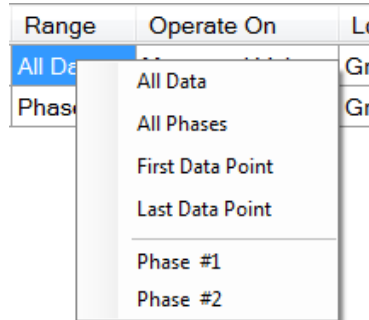 Range Operate On
All Da
Phas
All Data
All Phases
First Data Point
Last Data Point
Phase #1
Phase #2